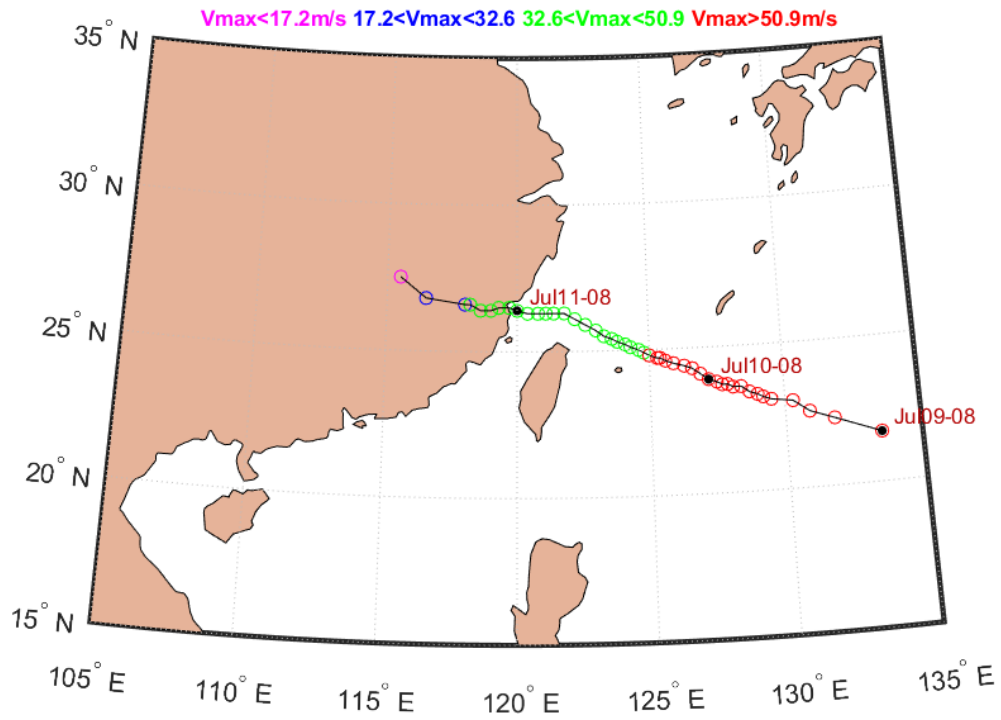 Vmax<17.2m/s 17.2<Vmax<32.6 32.6<Vmax<50.9 Vmax>50.9m/s
35° N
30° N
25° N
20° N
15° N
Jul11-08
Jul10-08
Jul09-08
105° E 110° E 115° E 120° E 125° E 130° E 135° E